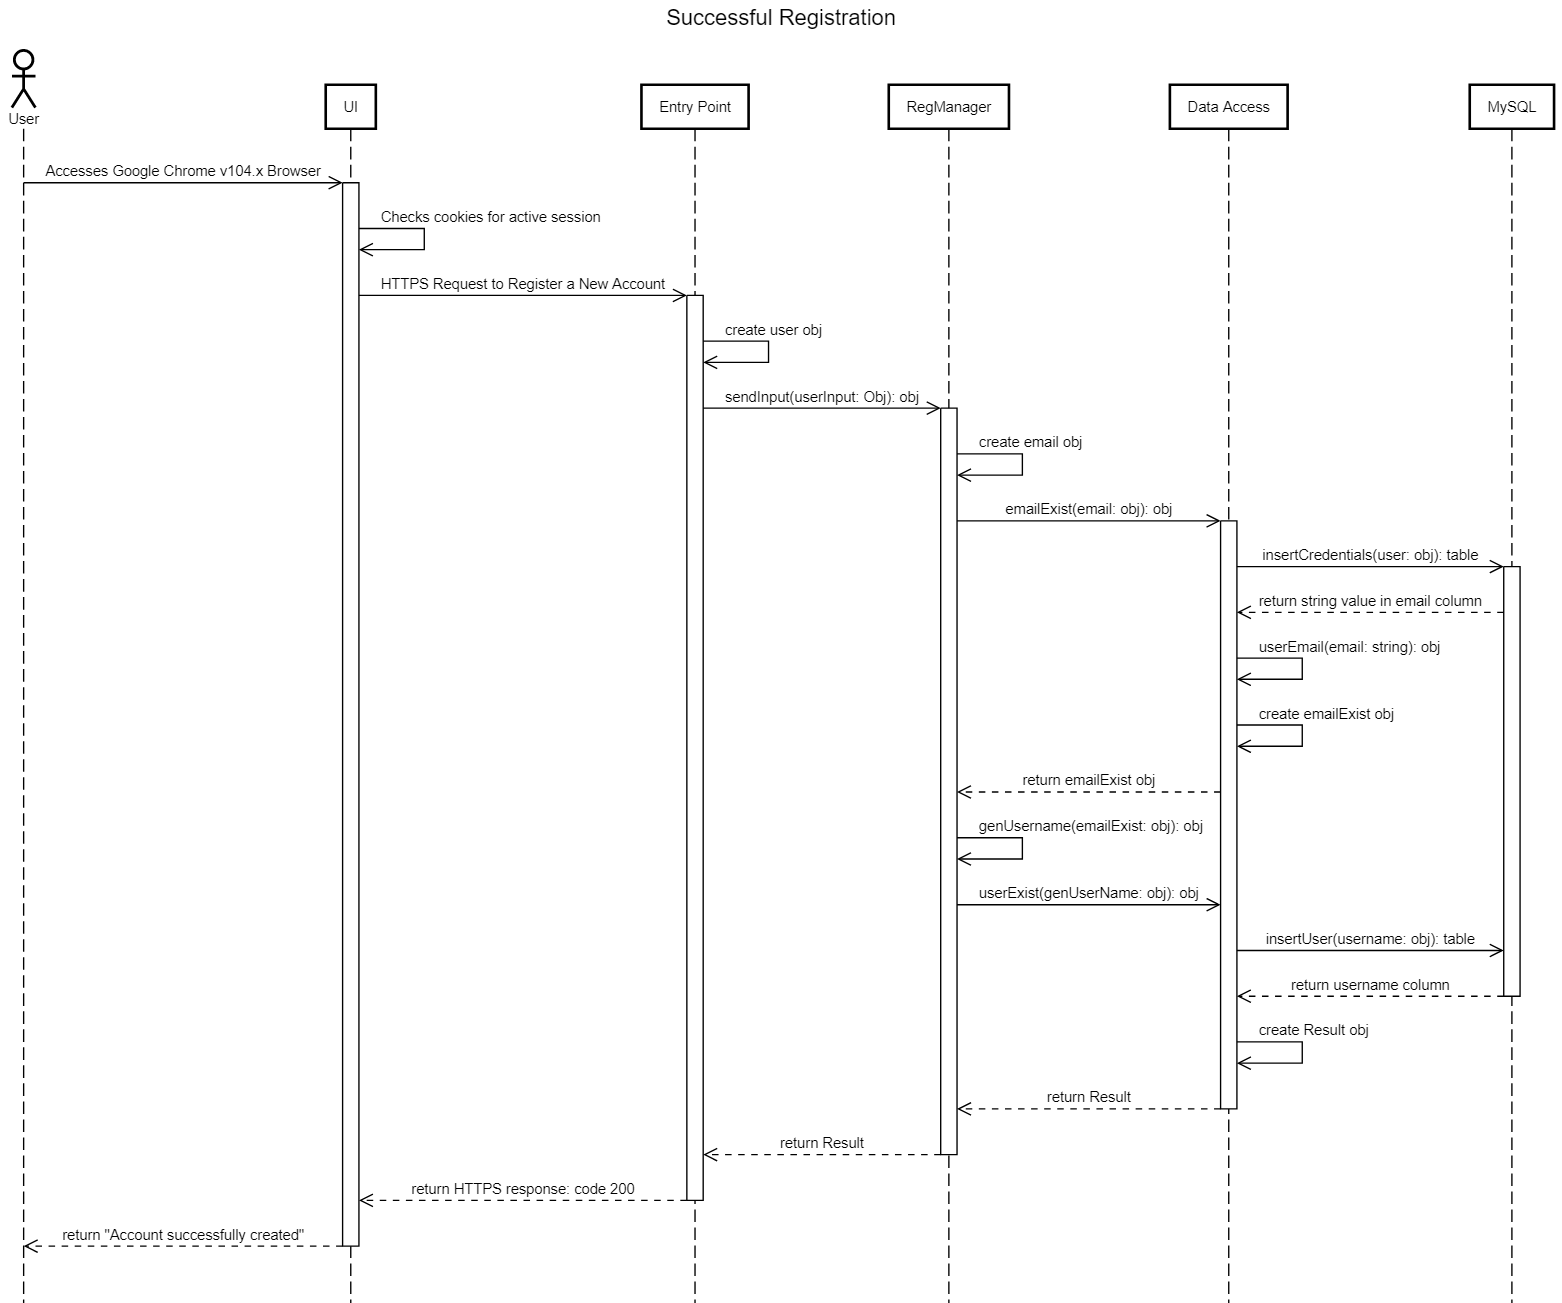 Successful Registration
User
UI
Entry Point
RegManager
Data Access
MySQL
Accesses Google Chrome v104.x Browser
Checks cookies for active session
HTTPS Request to Register a New Account
create user obj
sendInput(userInput: Obj): obj
create email obj
emailExist(email: obj): obj
insertCredentials(user: obj): table
return string value in email column
userEmail(email: string): obj
create emailExist obj
return emailExist obj
genUsername(emailExist: obj): obj
userExist(genUserName: obj): obj
insertUser(username: obj): table
return username column
create Result obj
return Result
return Result
return HTTPS response: code 200
return "Account successfully created"